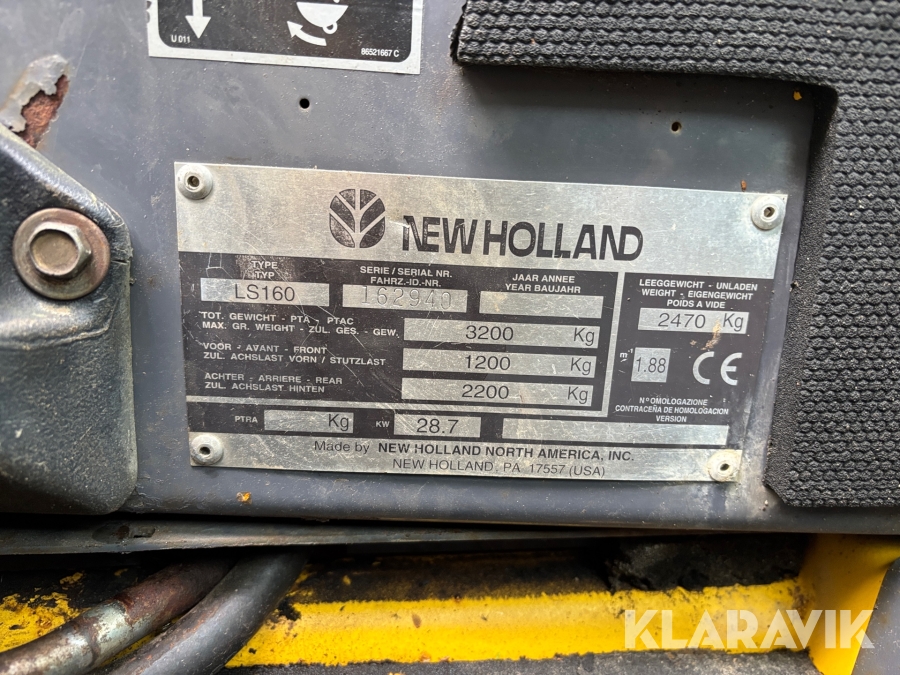 U 011
86521667 C
NEW HOLLAND
TYPE
TYP
LS160
SERIE / SERIAL NR.
FAHRZ.-ID.-NR.
162940
JAAR ANNEE
YEAR BAUJAHR
TOT. GEWICHT - PTA - PTAC
MAX. GR. WEIGHT - ZUL. GES. - GEW.
3200 Kg
VOOR - AVANT - FRONT
ZUL. ACHSLAST VORN / STUTZLAST
1200 Kg
ACHTER - ARRIERE - REAR
ZUL. ACHSLAST HINTEN
2200 Kg
LEEGGEWICHT - UNLADEN
WEIGHT - EIGENGEWICHT
POIDS A VIDE
2470 Kg
1.88
CE
N° OMOLOGAZIONE
CONTRACEÑA DE HOMOLOGACION
VERSION
PTRA Kg
KW 28.7
Made by NEW HOLLAND NORTH AMERICA, INC.
NEW HOLLAND, PA 17557 (USA)
KLARAVIK